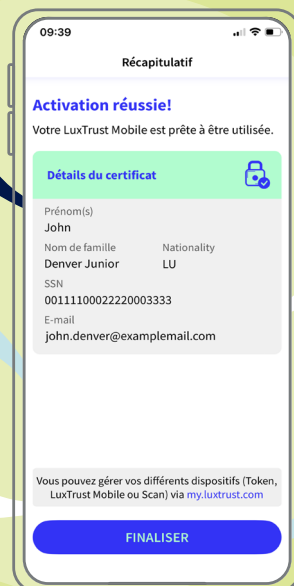 09:39
Récapitulatif
Activation réussie!
Votre LuxTrust Mobile est prête à être utilisée.
Détails du certificat
Prénom(s)
John
Nom de famille Nationality
Denver Junior LU
SSN
00111100022220003333
E-mail
john.denver@examplemail.com
Vous pouvez gérer vos différents dispositifs (Token,
LuxTrust Mobile ou Scan) via my.luxtrust.com
FINALISER